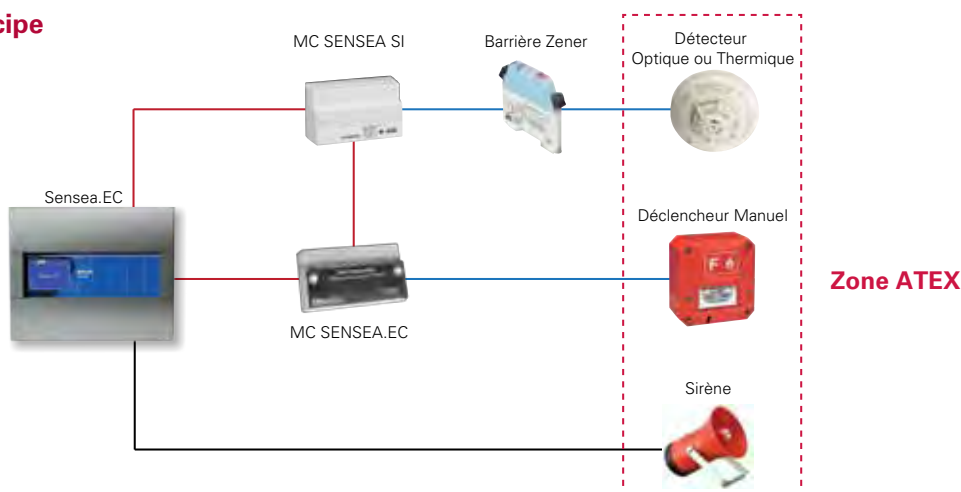 cipe
MC SENSEA SI
Barrière Zener
Détecteur
Optique ou Thermique
Sensea.EC
Déclencheur Manuel
F
Zone ATEX
MC SENSEA.EC
Sirène